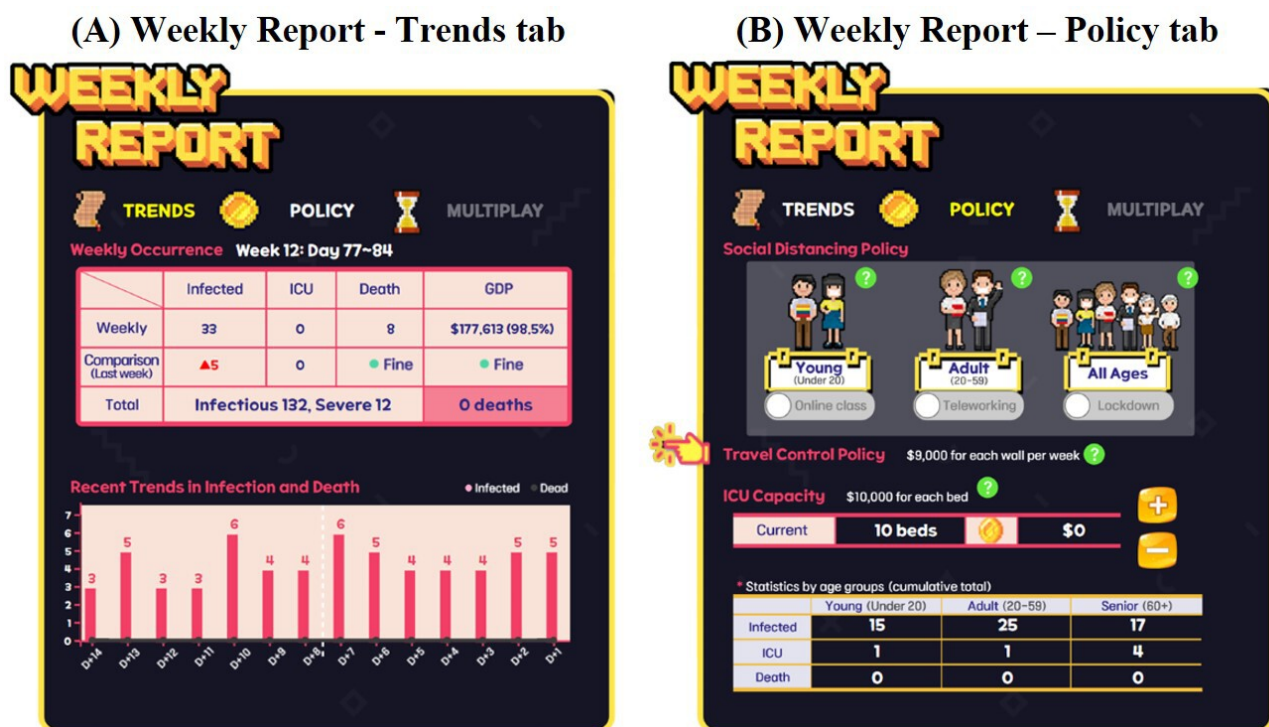 (A) Weekly Report - Trends tab
WEEKLY
REPORT
TRENDS POLICY MULTIPLAY
Weekly Occurrence Week 12: Day 77~84
Infected ICU Death GDP
Weekly 33 0 8 $177,613 (98.5%)
Comparison (Last week) ▲5 0 ● Fine ● Fine
Total Infectious 132, Severe 12 0 deaths
Recent Trends in Infection and Death ● Infected ● Dead
7
6
5
4
3
2
1
0
3 5 3 3 6 4 4 6 5 4 4 4 5 5
D+14 D+13 D+12 D+11 D+10 D+9 D+8 D+7 D+6 D+5 D+4 D+3 D+2 D+1
(B) Weekly Report – Policy tab
WEEKLY
REPORT
TRENDS POLICY MULTIPLAY
Social Distancing Policy
? ? ?
Young (Under 20) Adult (20-59) All Ages
Online class Teleworking Lockdown
Travel Control Policy $9,000 for each wall per week ?
ICU Capacity $10,000 for each bed ?
Current 10 beds $0
+
−
* Statistics by age groups (cumulative total)
Young (Under 20) Adult (20-59) Senior (60+)
Infected 15 25 17
ICU 1 1 4
Death 0 0 0